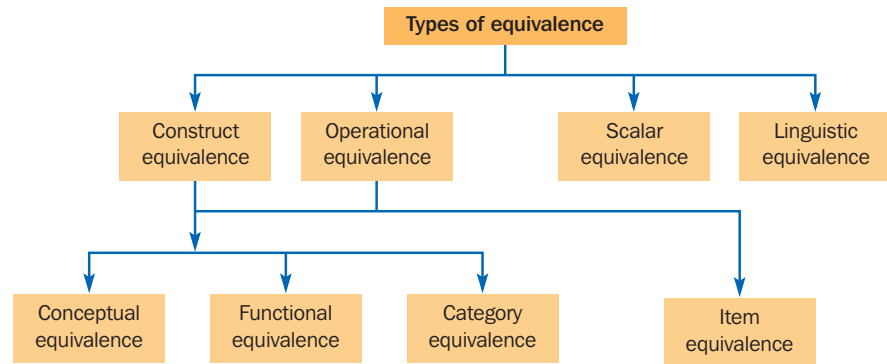 Types of equivalence
Construct
equivalence
Operational
equivalence
Scalar
equivalence
Linguistic
equivalence
Conceptual
equivalence
Functional
equivalence
Category
equivalence
Item
equivalence